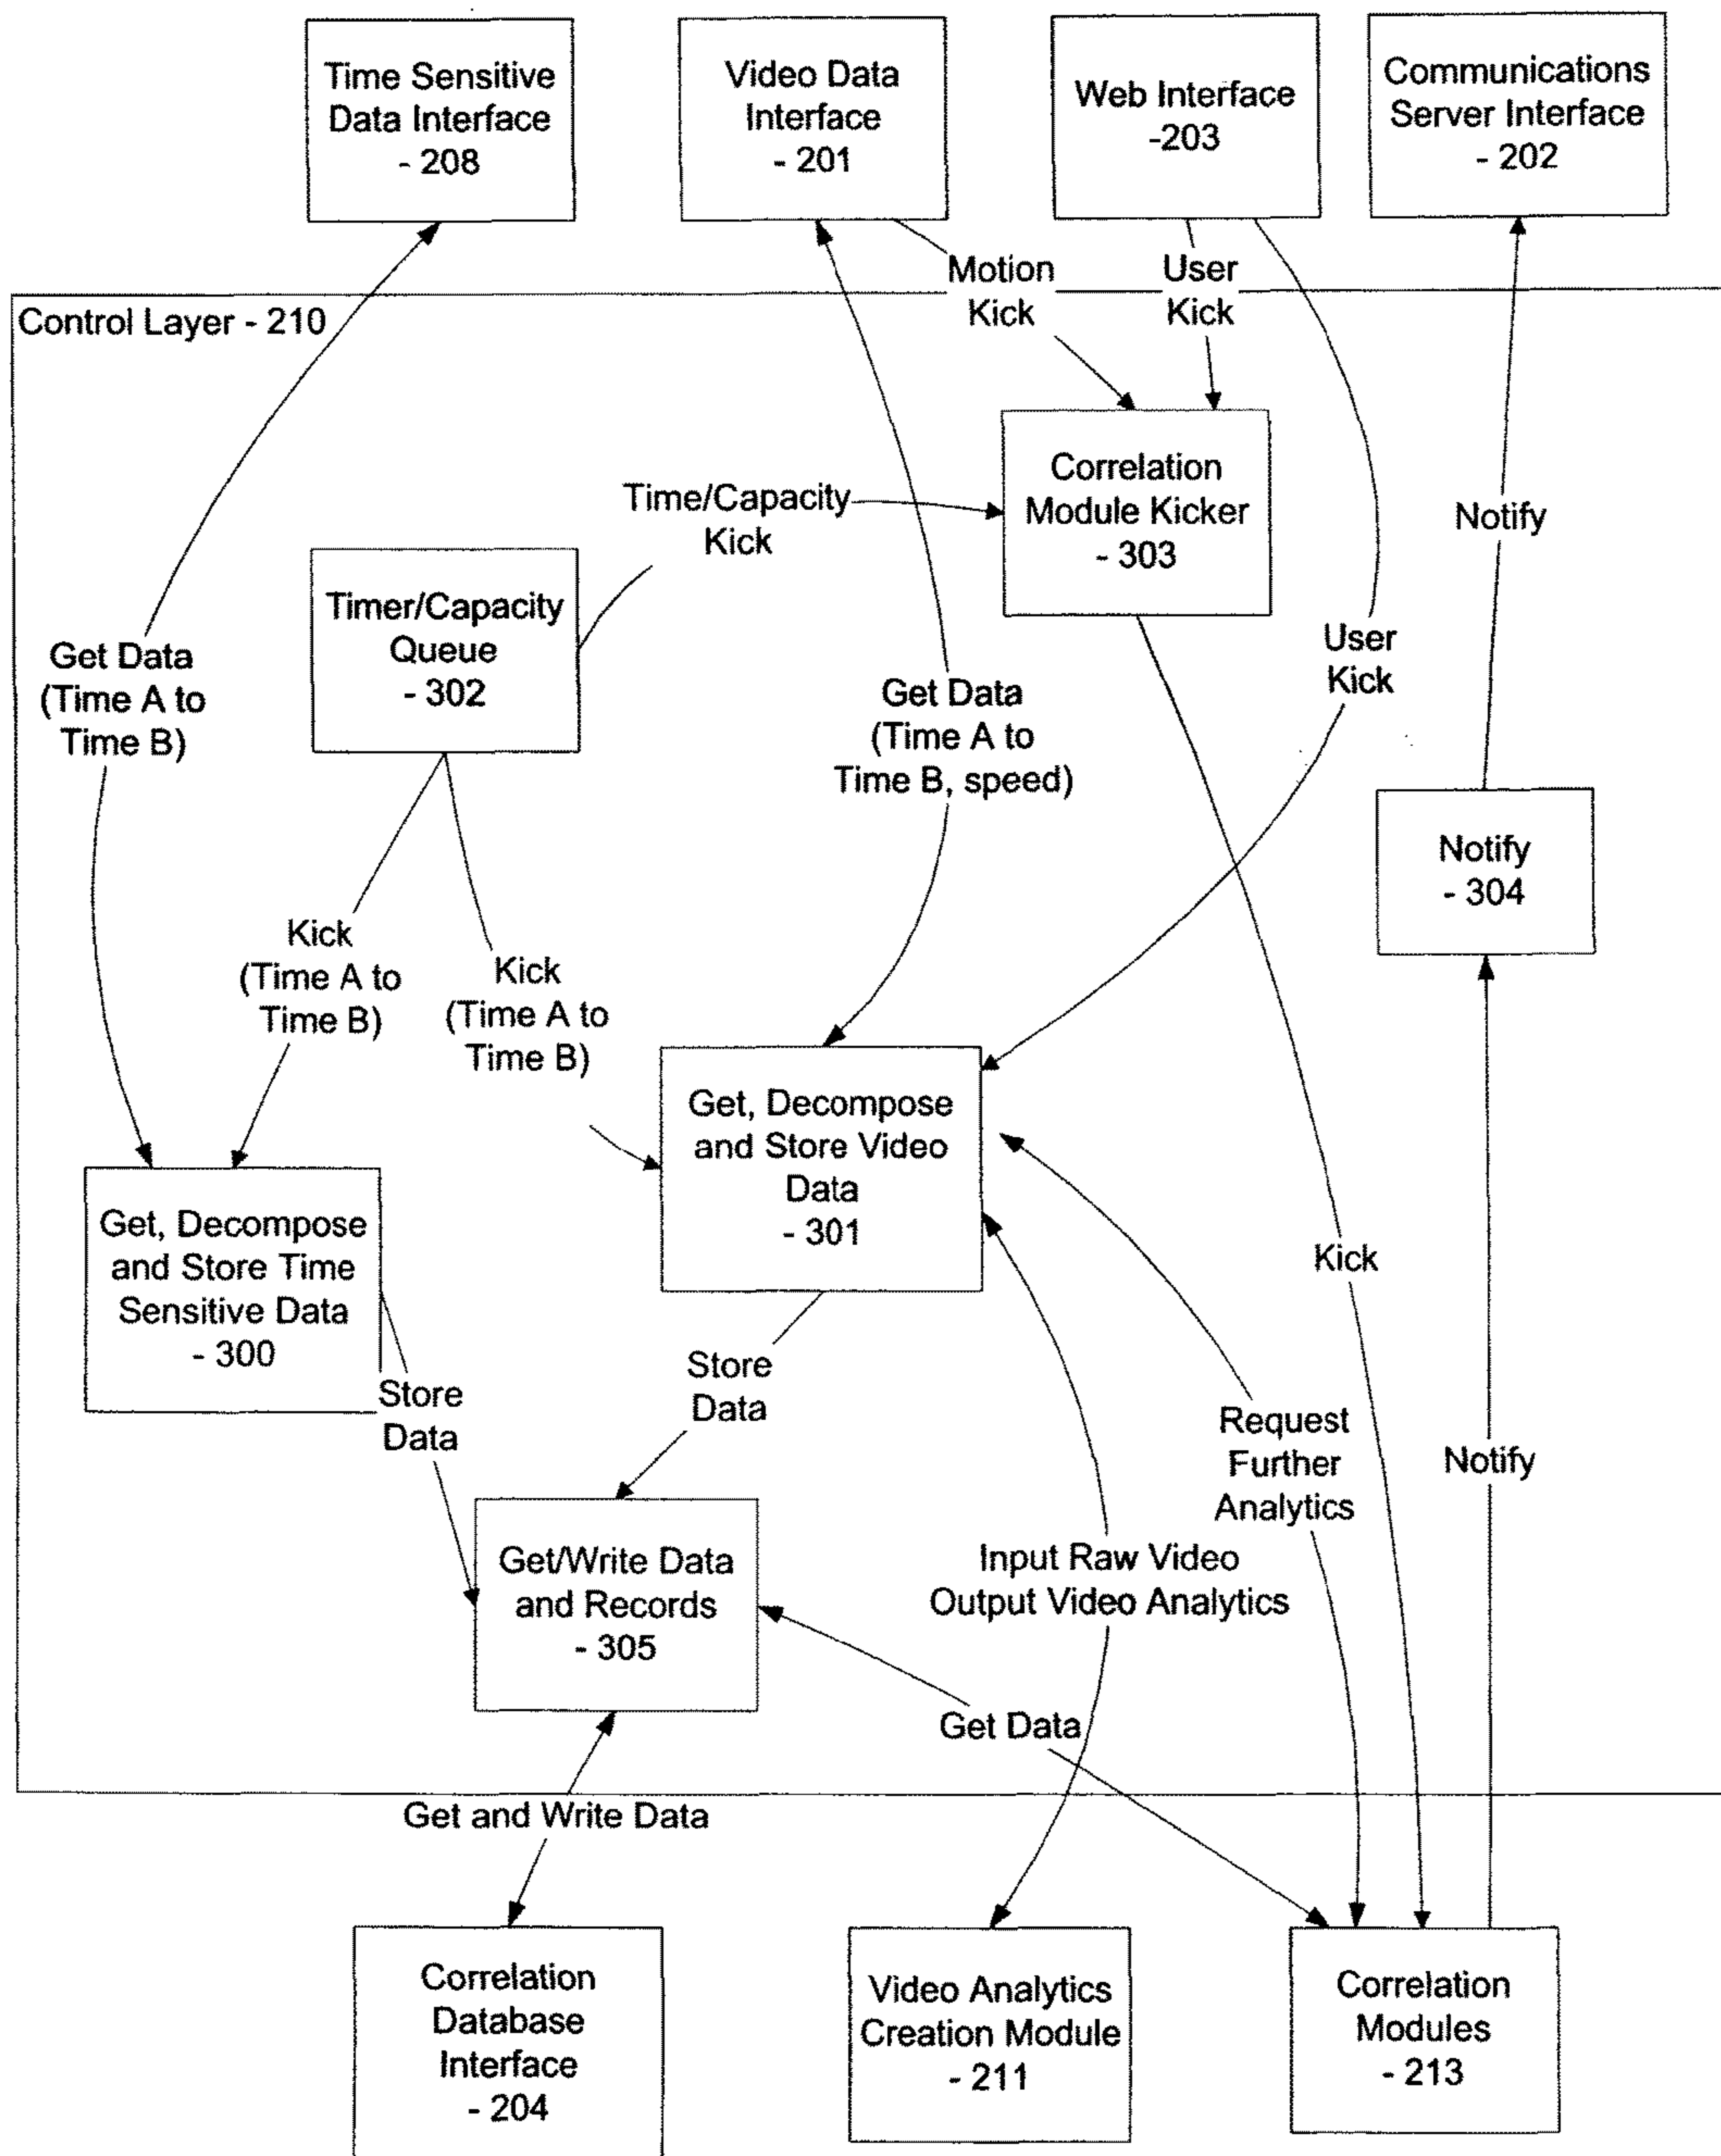 Time Sensitive
Data Interface
- 208
Video Data
Interface
- 201
Web Interface
-203
Communications
Server Interface
- 202
Motion
Kick
User
Kick
Control Layer - 210
Correlation
Module Kicker
- 303
Time/Capacity
Kick
Notify
Timer/Capacity
Queue
- 302
Get Data
(Time A to
Time B)
Get Data
(Time A to
Time B, speed)
User
Kick
Notify
- 304
Kick
(Time A to
Time B)
Kick
(Time A to
Time B)
Get, Decompose
and Store Video
Data
- 301
Get, Decompose
and Store Time
Sensitive Data
- 300
Kick
Store
Data
Store
Data
Request
Further
Analytics
Notify
Input Raw Video
Output Video Analytics
Get/Write Data
and Records
- 305
Get Data
Get and Write Data
Correlation
Database
Interface
- 204
Video Analytics
Creation Module
- 211
Correlation
Modules
- 213